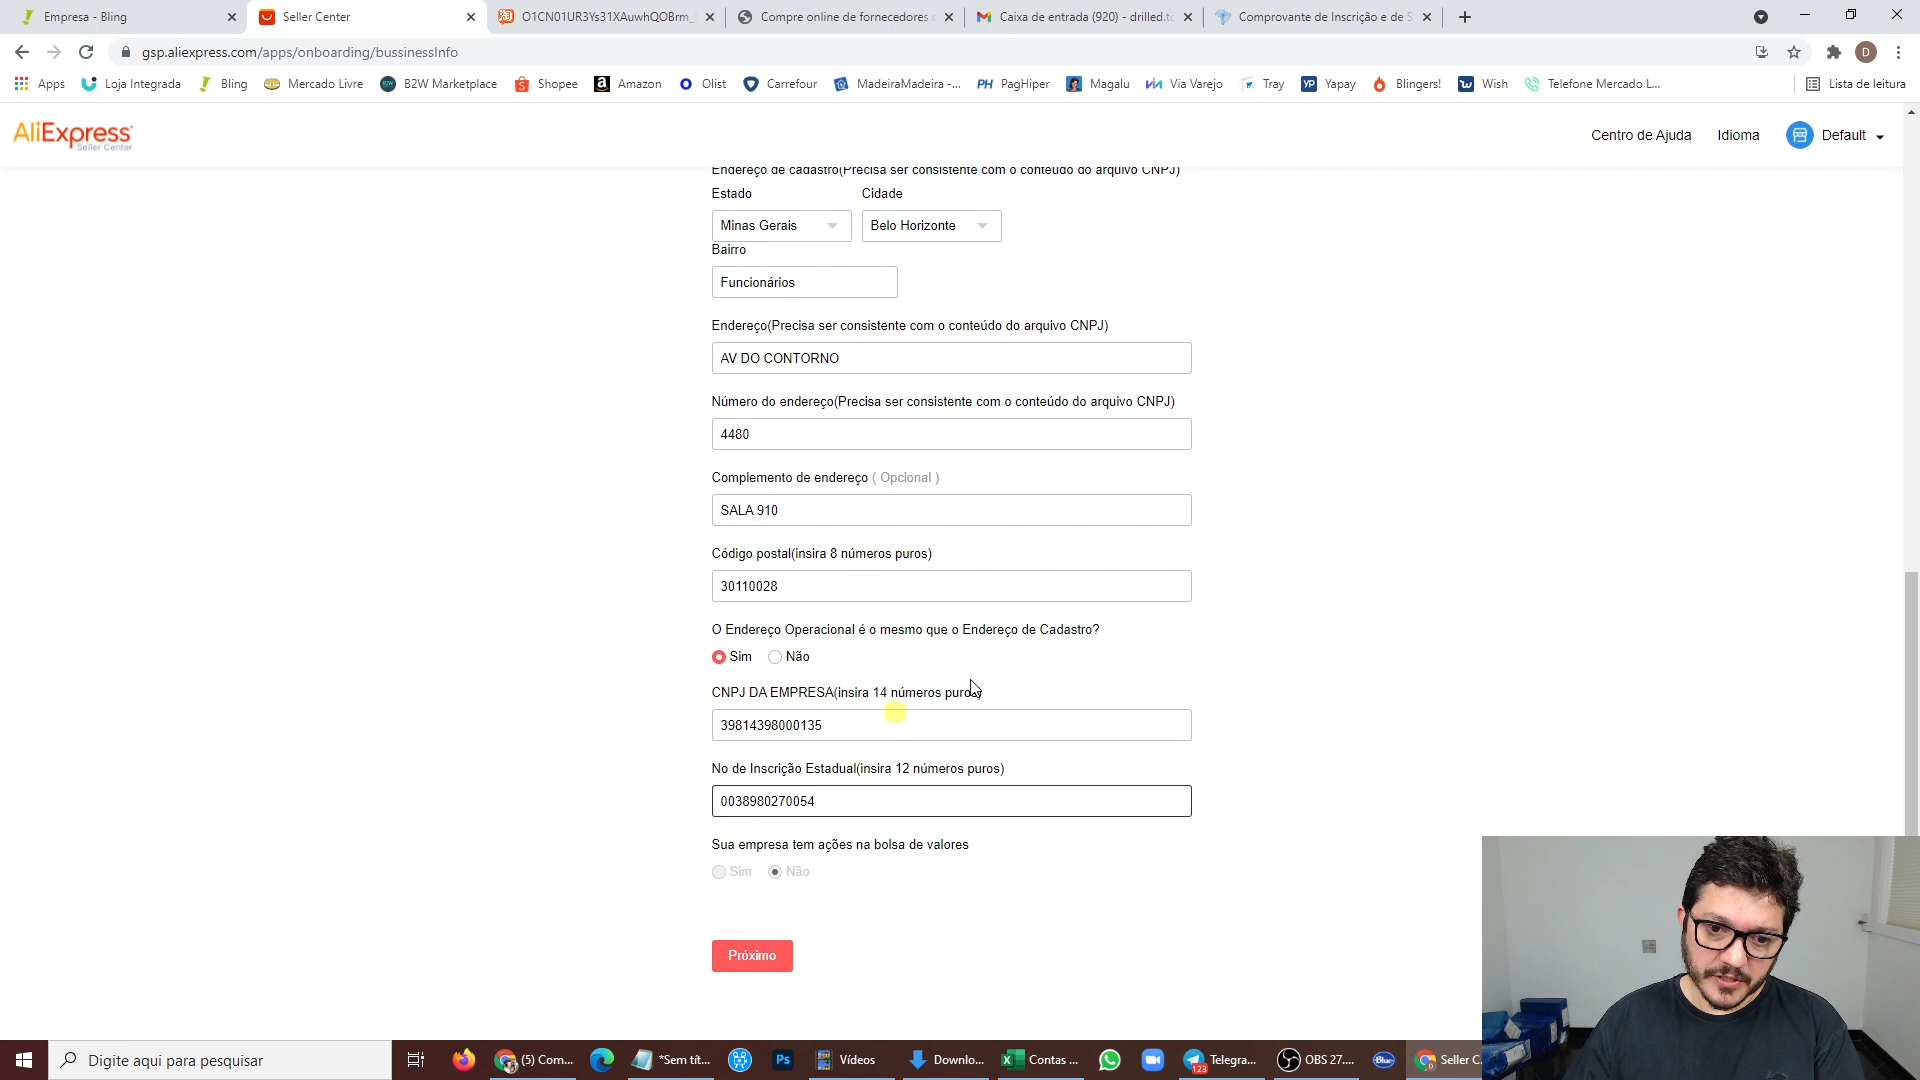 Empresa - Bling
Seller Center
O1CN01UR3Ys31XAuwhQOBrm_
Compre online de fornecedores
Caixa de entrada (920) - drilled.to
Comprovante de Inscrição e de S
gsp.aliexpress.com/apps/onboarding/bussinessInfo
D
Apps
Loja Integrada
Bling
Mercado Livre
B2W Marketplace
Shopee
Amazon
Olist
Carrefour
MadeiraMadeira -...
PagHiper
Magalu
Via Varejo
Tray
Yapay
Blingers!
Wish
Telefone Mercado L...
Lista de leitura
AliExpress
Seller Center
Centro de Ajuda
Idioma
Default
Endereço de cadastro(Precisa ser consistente com o conteúdo do arquivo CNPJ)
Estado
Cidade
Minas Gerais
Belo Horizonte
Bairro
Funcionários
Endereço(Precisa ser consistente com o conteúdo do arquivo CNPJ)
AV DO CONTORNO
Número do endereço(Precisa ser consistente com o conteúdo do arquivo CNPJ)
4480
Complemento de endereço ( Opcional )
SALA 910
Código postal(insira 8 números puros)
30110028
O Endereço Operacional é o mesmo que o Endereço de Cadastro?
Sim
Não
CNPJ DA EMPRESA(insira 14 números puros)
39814398000135
No de Inscrição Estadual(insira 12 números puros)
0038980270054
Sua empresa tem ações na bolsa de valores
Sim
Não
Próximo
Digite aqui para pesquisar
(5) Com...
*Sem tít...
Ps
Vídeos
Downlo...
Contas ...
123
Telegra...
OBS 27....
Blue
Seller C